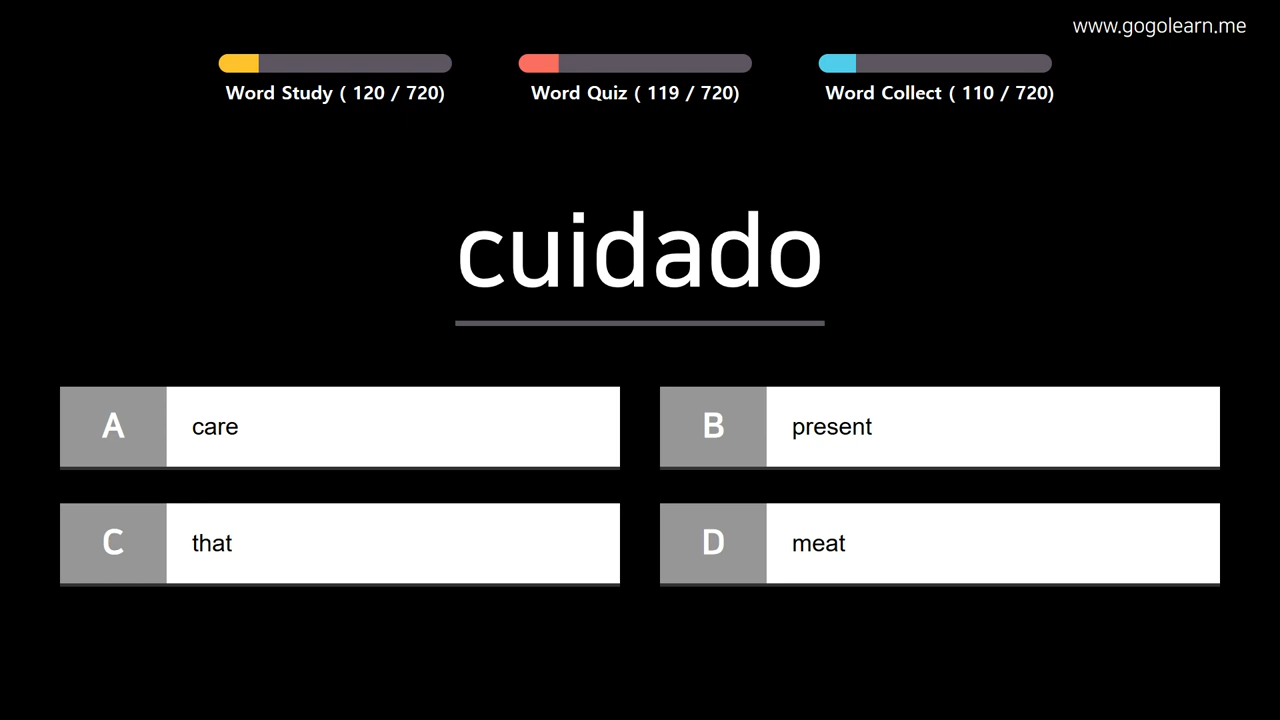 www.gogolearn.me
Word Study ( 120 / 720)
Word Quiz ( 119 / 720)
Word Collect ( 110 / 720)
cuidado
A care
B present
C that
D meat